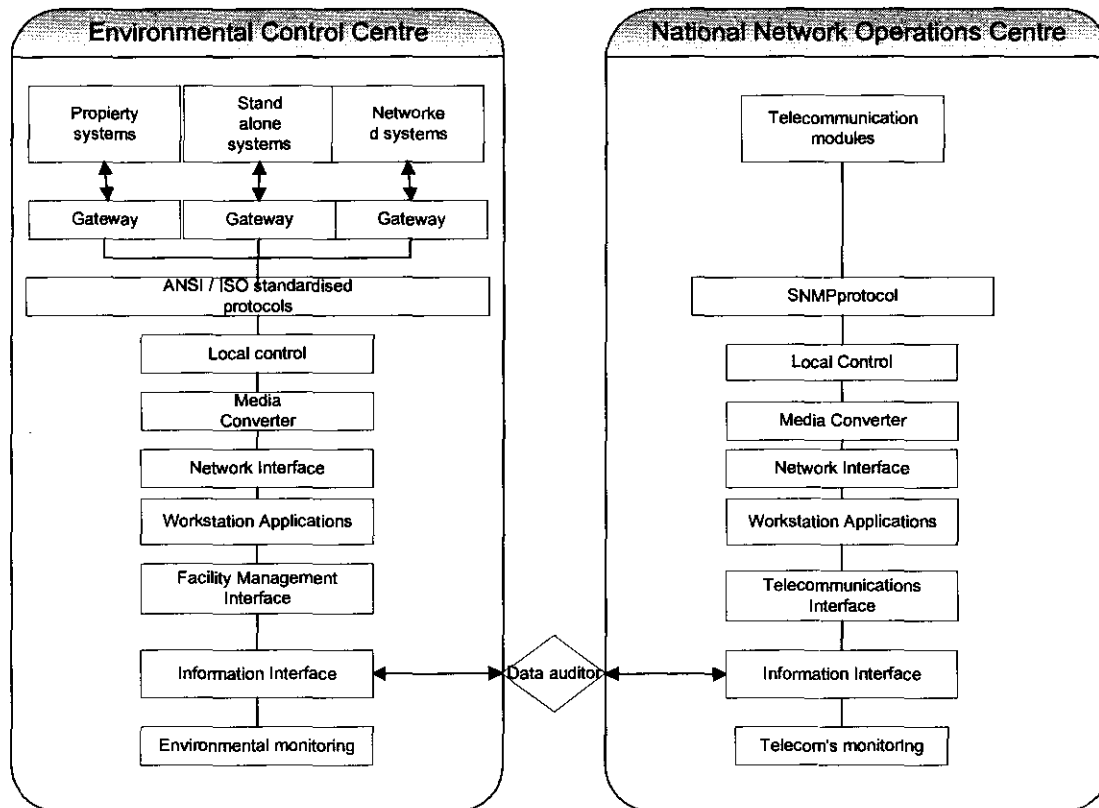 Environmental Control Centre
Propierty
systems
Stand
alone
systems
Networke
d systems
Gateway
Gateway
Gateway
ANSI / ISO standardised
protocols
Local control
Media
Converter
Network Interface
Workstation Applications
Facility Management
Interface
Information Interface
Environmental monitoring
Data auditor
National Network Operations Centre
Telecommunication
modules
SNMPprotocol
Local Control
Media Converter
Network Interface
Workstation Applications
Telecommunications
Interface
Information Interface
Telecom's monitoring